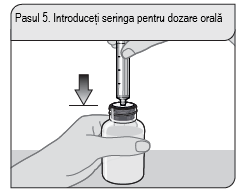 Pasul 5. Introduceți seringa pentru dozare orală